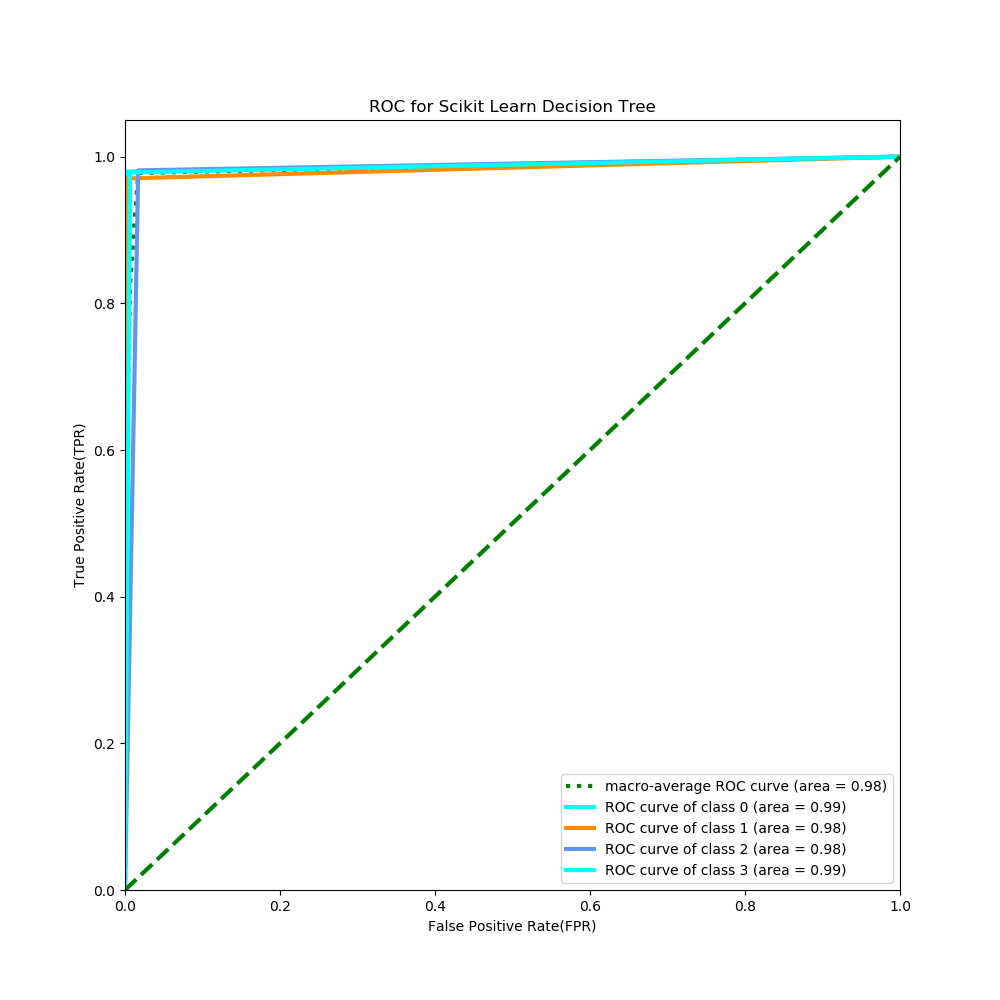 ROC for Scikit Learn Decision Tree
1.0
0.8
0.6
0.4
0.2
0.0
True Positive Rate(TPR)
macro-average ROC curve (area = 0.98)
ROC curve of class 0 (area = 0.99)
ROC curve of class 1 (area = 0.98)
ROC curve of class 2 (area = 0.98)
ROC curve of class 3 (area = 0.99)
0.0 0.2 0.4 0.6 0.8 1.0
False Positive Rate(FPR)